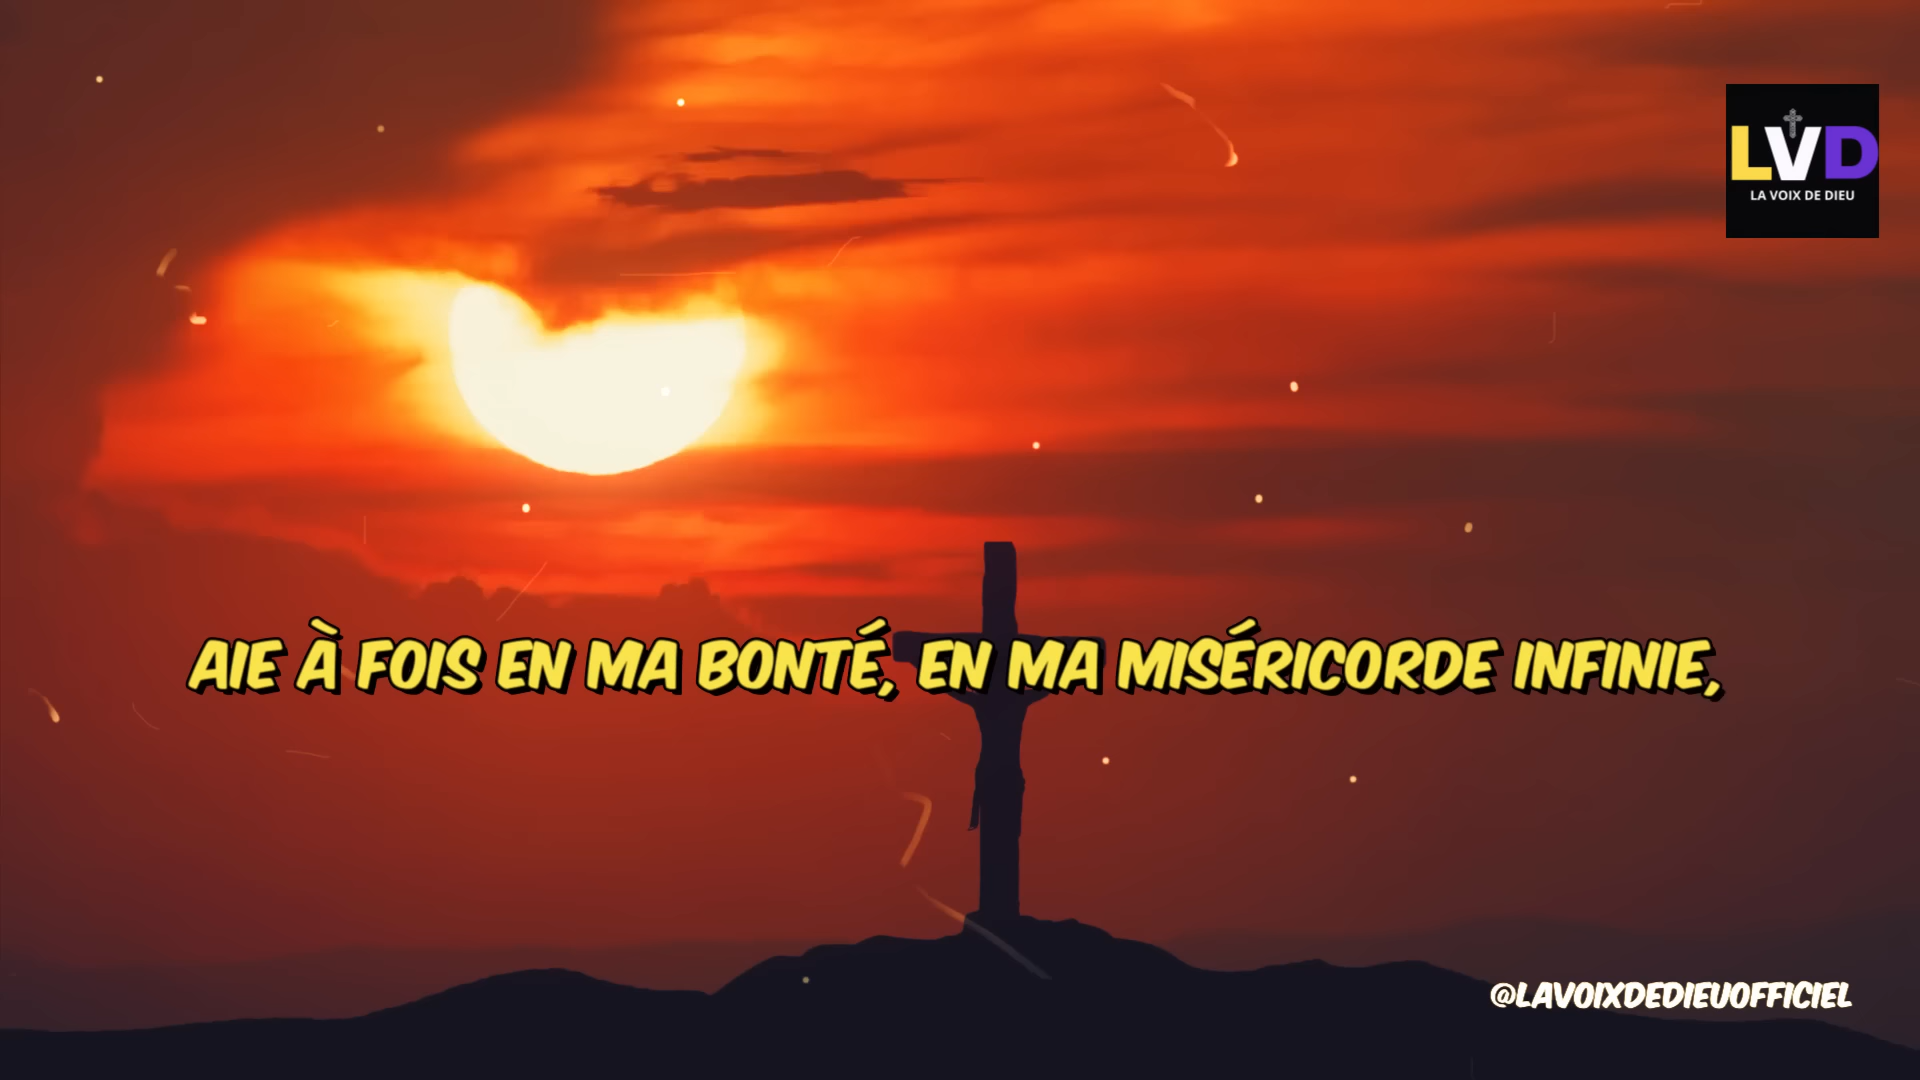 LVD
LA VOIX DE DIEU
AIE À FOIS EN MA BONTÉ, EN MA MISÉRICORDE INFINIE,
@LAVOIXDEDIEUOFFICIEL